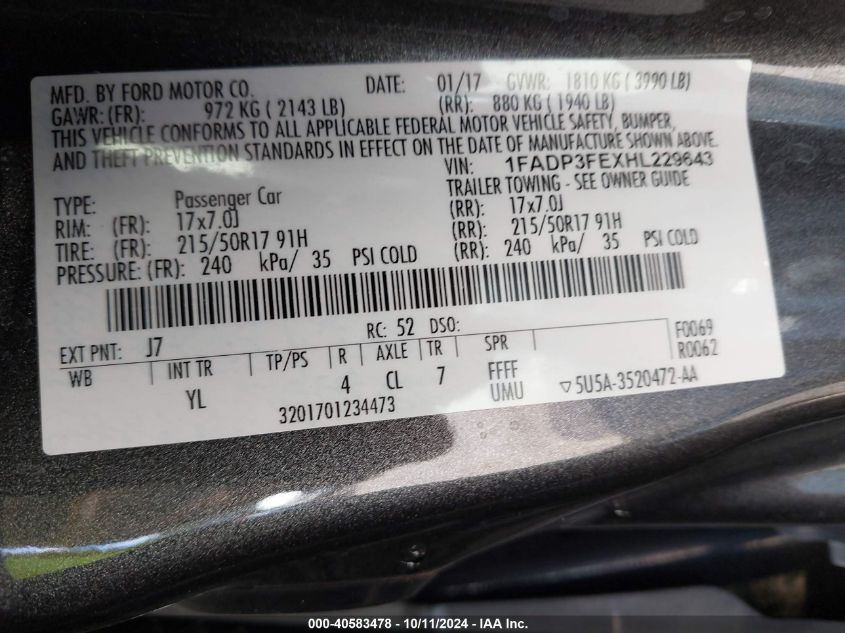 MFD. BY FORD MOTOR CO. DATE: 01/17 GVWR: 1810 KG ( 3990 LB)
GAWR: (FR): 972 KG ( 2143 LB) (RR): 880 KG ( 1940 LB)
THIS VEHICLE CONFORMS TO ALL APPLICABLE FEDERAL MOTOR VEHICLE SAFETY, BUMPER,
AND THEFT PREVENTION STANDARDS IN EFFECT ON THE DATE OF MANUFACTURE SHOWN ABOVE.
VIN: 1FADP3FEXHL229643
TYPE: Passenger Car TRAILER TOWING - SEE OWNER GUIDE
RIM: (FR): 17x7.0J (RR): 17x7.0J
TIRE: (FR): 215/50R17 91H (RR): 215/50R17 91H
PRESSURE: (FR): 240 kPa/ 35 PSI COLD (RR): 240 kPa/ 35 PSI COLD
EXT PNT: J7 RC: 52 DSO: F0069
WB INT TR TP/PS R AXLE TR SPR R0062
YL 4 CL 7 FFFF
UMU ▽5U5A-3520472-AA
3201701234473
000-40583478 - 10/11/2024 - IAA Inc.